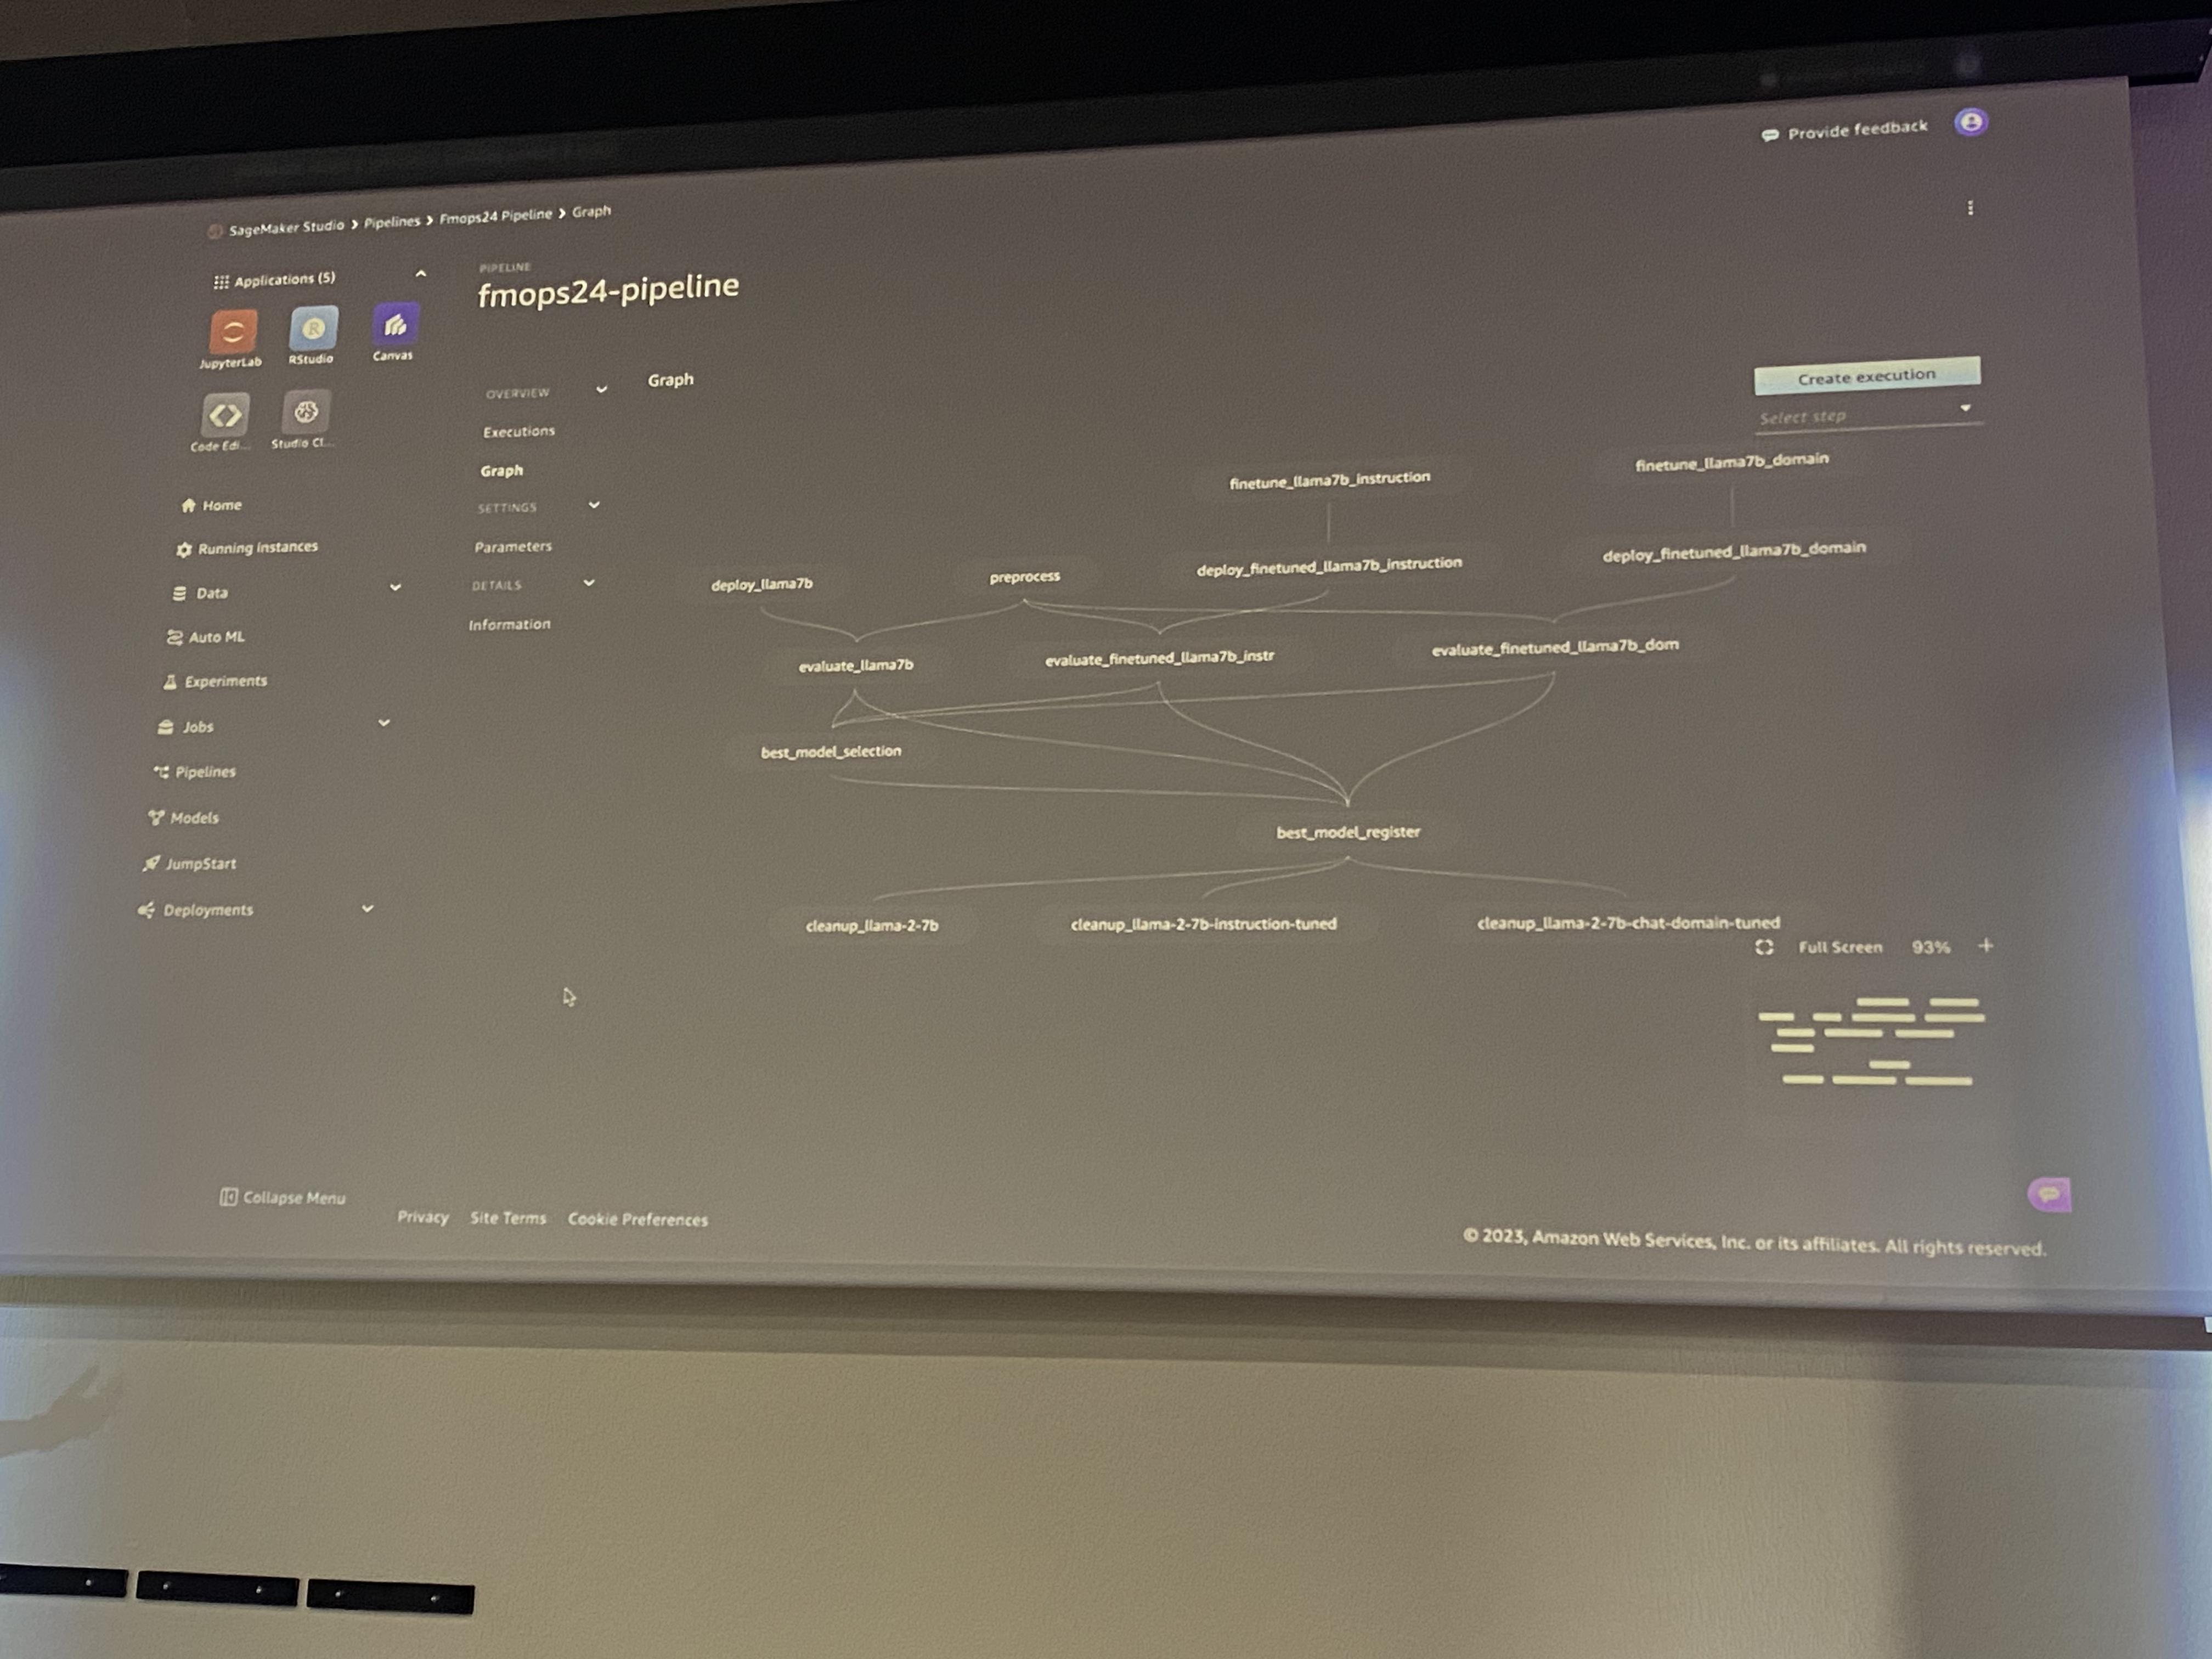 Provide feedback
SageMaker Studio > Pipelines > Fmops24 Pipeline > Graph
Applications (5)
JupyterLab
RStudio
Canvas
Code Edi...
Studio Cl...
Home
Running instances
Data
Auto ML
Experiments
Jobs
Pipelines
Models
JumpStart
Deployments
Collapse Menu
PIPELINE
fmops24-pipeline
OVERVIEW
Executions
Graph
SETTINGS
Parameters
DETAILS
Information
Graph
Create execution
Select step
finetune_llama7b_instruction
finetune_llama7b_domain
deploy_llama7b
preprocess
deploy_finetuned_llama7b_instruction
deploy_finetuned_llama7b_domain
evaluate_llama7b
evaluate_finetuned_llama7b_instr
evaluate_finetuned_llama7b_dom
best_model_selection
best_model_register
cleanup_llama-2-7b
cleanup_llama-2-7b-instruction-tuned
cleanup_llama-2-7b-chat-domain-tuned
Full Screen 93% +
Privacy Site Terms Cookie Preferences
© 2023, Amazon Web Services, Inc. or its affiliates. All rights reserved.